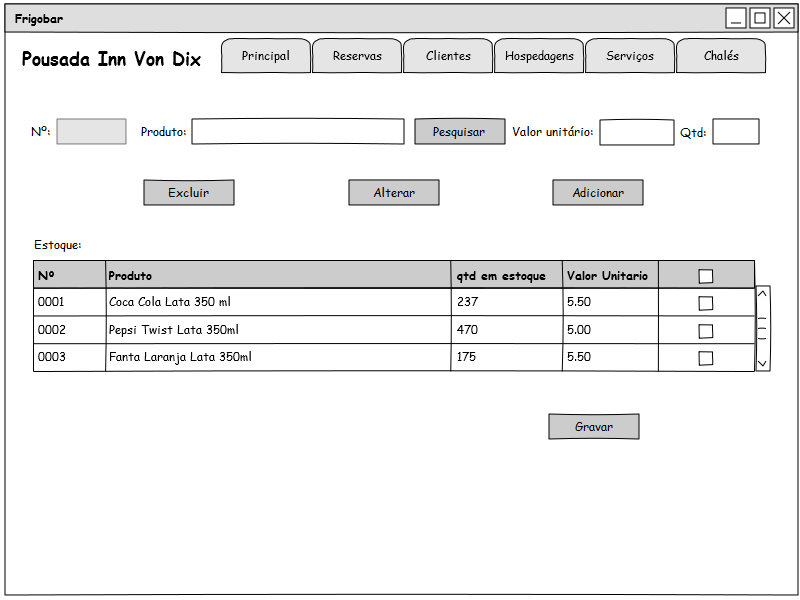 Frigobar
Pousada Inn Von Dix
Principal Reservas Clientes Hospedagens Serviços Chalés
Nº: Produto: Pesquisar Valor unitário: Qtd:
Excluir Alterar Adicionar
Estoque:
Nº Produto qtd em estoque Valor Unitario
0001 Coca Cola Lata 350 ml 237 5.50
0002 Pepsi Twist Lata 350ml 470 5.00
0003 Fanta Laranja Lata 350ml 175 5.50
Gravar